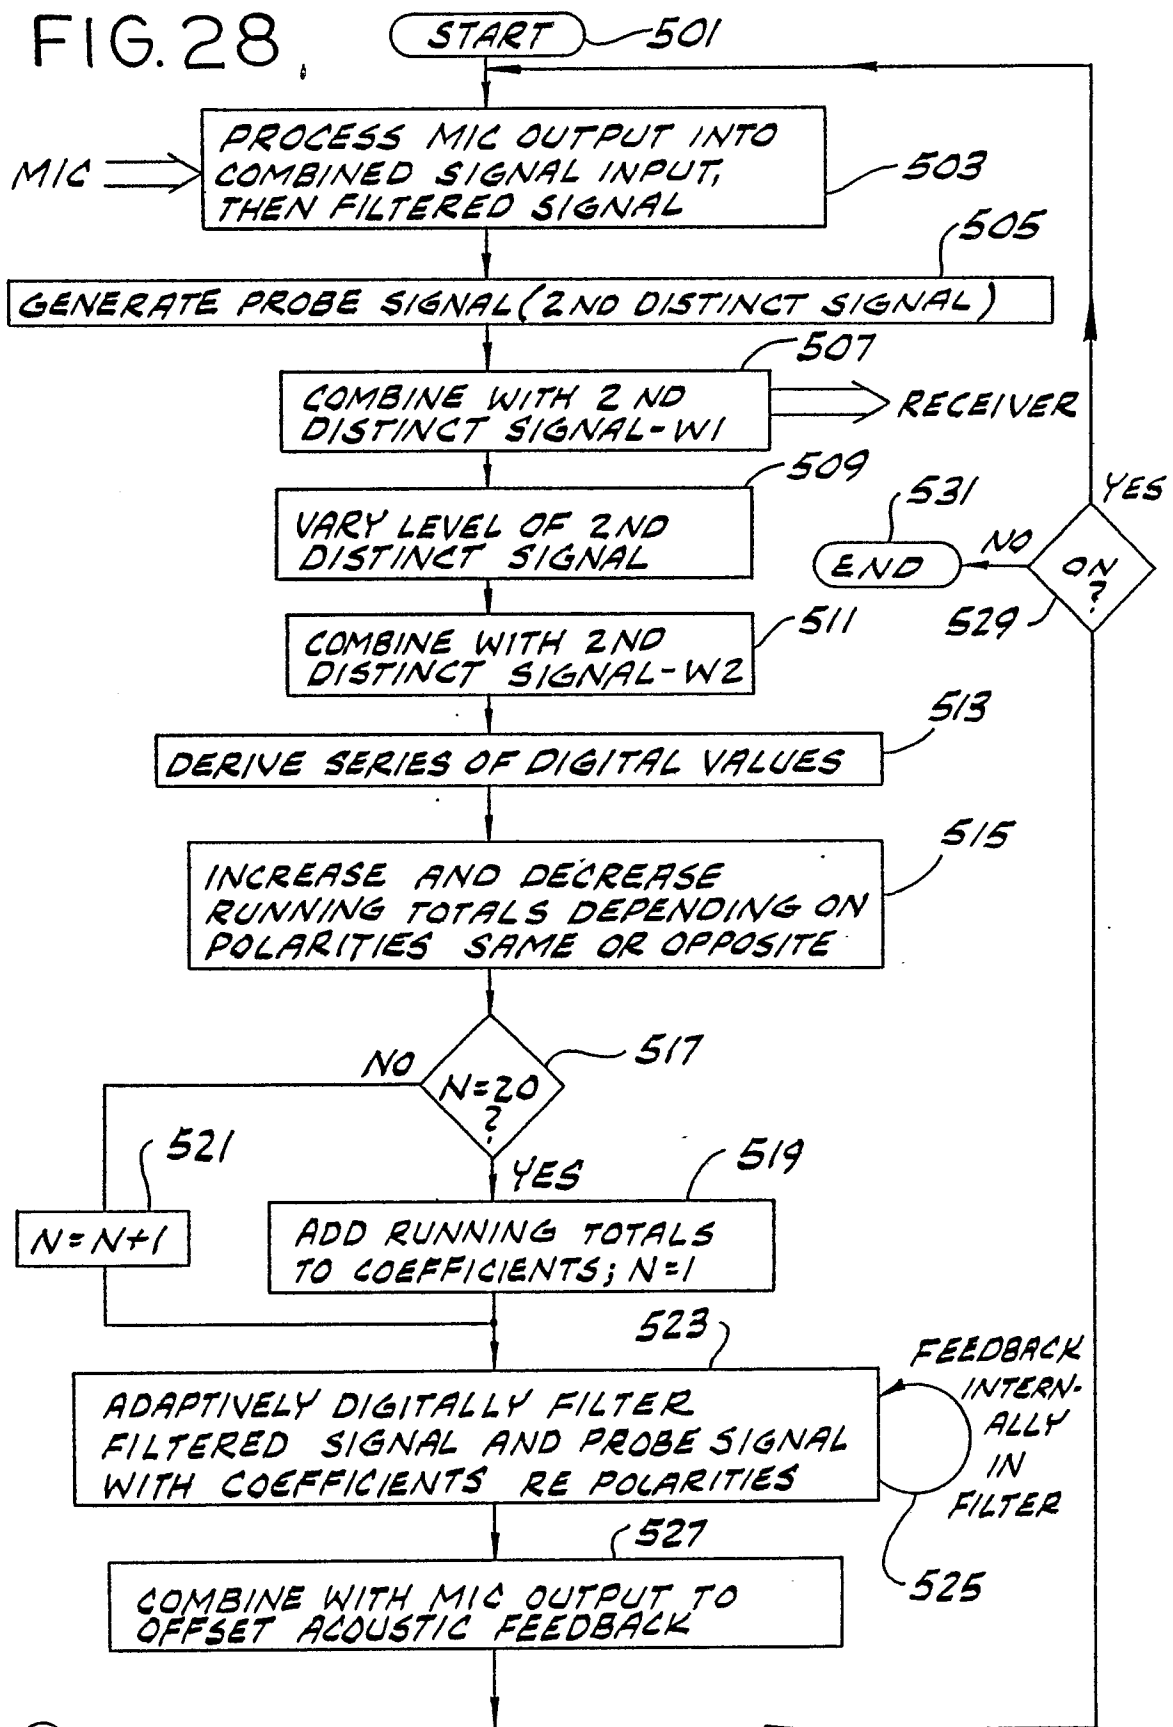 FIG. 28
START
501
PROCESS MIC OUTPUT INTO
COMBINED SIGNAL INPUT,
THEN FILTERED SIGNAL
MIC
503
505
GENERATE PROBE SIGNAL (2ND DISTINCT SIGNAL)
507
COMBINE WITH 2ND
DISTINCT SIGNAL-W1
RECEIVER
509
VARY LEVEL OF 2ND
DISTINCT SIGNAL
531
END
NO
YES
ON
?
529
COMBINE WITH 2ND
DISTINCT SIGNAL-W2
511
513
DERIVE SERIES OF DIGITAL VALUES
515
INCREASE AND DECREASE
RUNNING TOTALS DEPENDING ON
POLARITIES SAME OR OPPOSITE
NO
N=20
?
517
521
YES
519
N=N+1
ADD RUNNING TOTALS
TO COEFFICIENTS; N=1
523
ADAPTIVELY DIGITALLY FILTER
FILTERED SIGNAL AND PROBE SIGNAL
WITH COEFFICIENTS RE POLARITIES
FEEDBACK
INTERN-
ALLY
IN
FILTER
525
527
COMBINE WITH MIC OUTPUT TO
OFFSET ACOUSTIC FEEDBACK